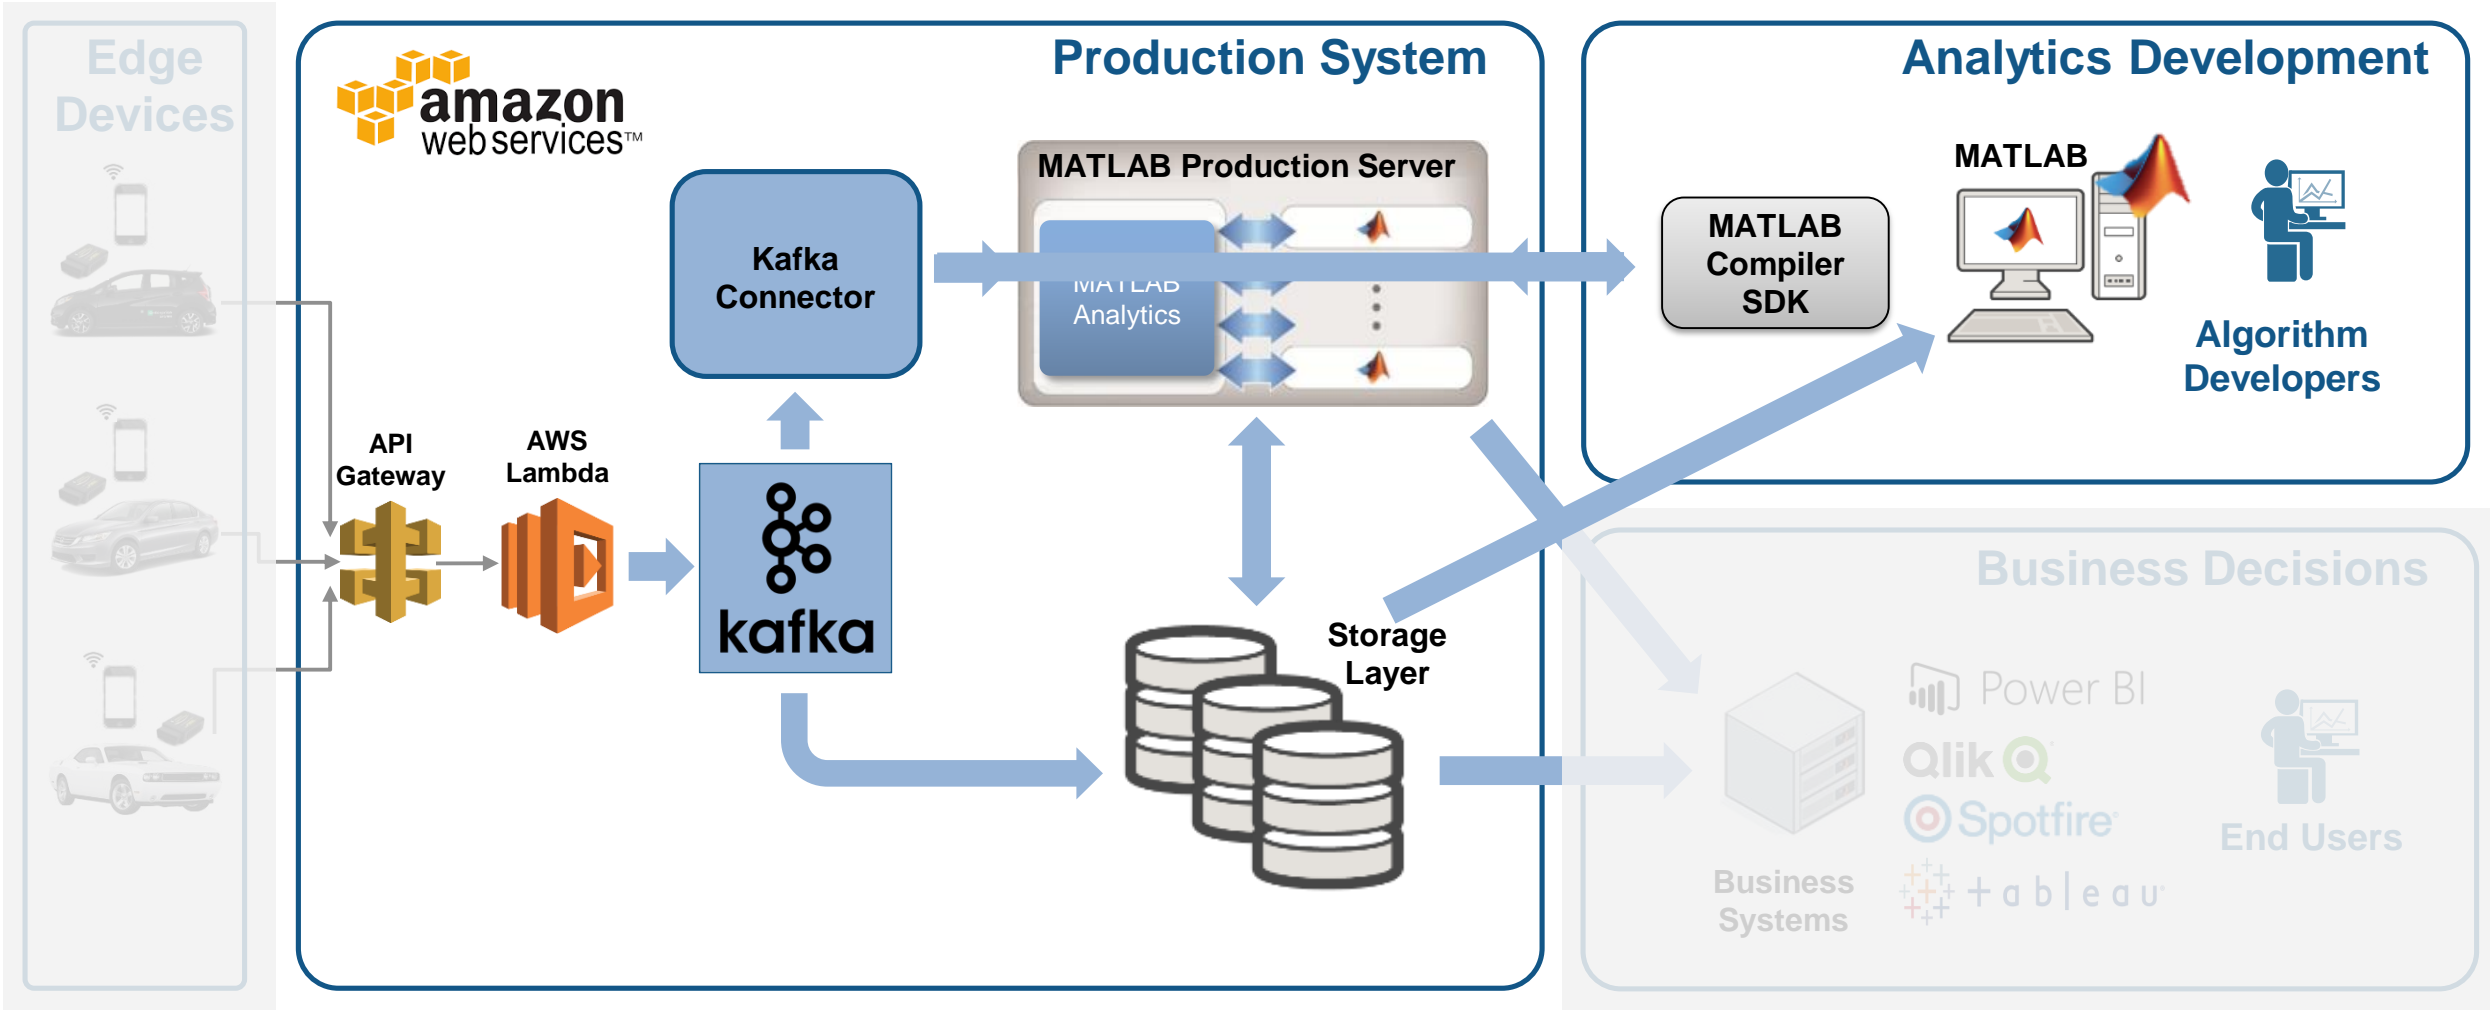 Edge
Devices
amazon
web services™
Production System
Kafka
Connector
MATLAB Production Server
MATLAB
Analytics
API
Gateway
AWS
Lambda
kafka
Storage
Layer
Analytics Development
MATLAB
Compiler
SDK
MATLAB
Algorithm
Developers
Business Decisions
Business
Systems
Power BI
Qlik
Spotfire
+ableau
End Users